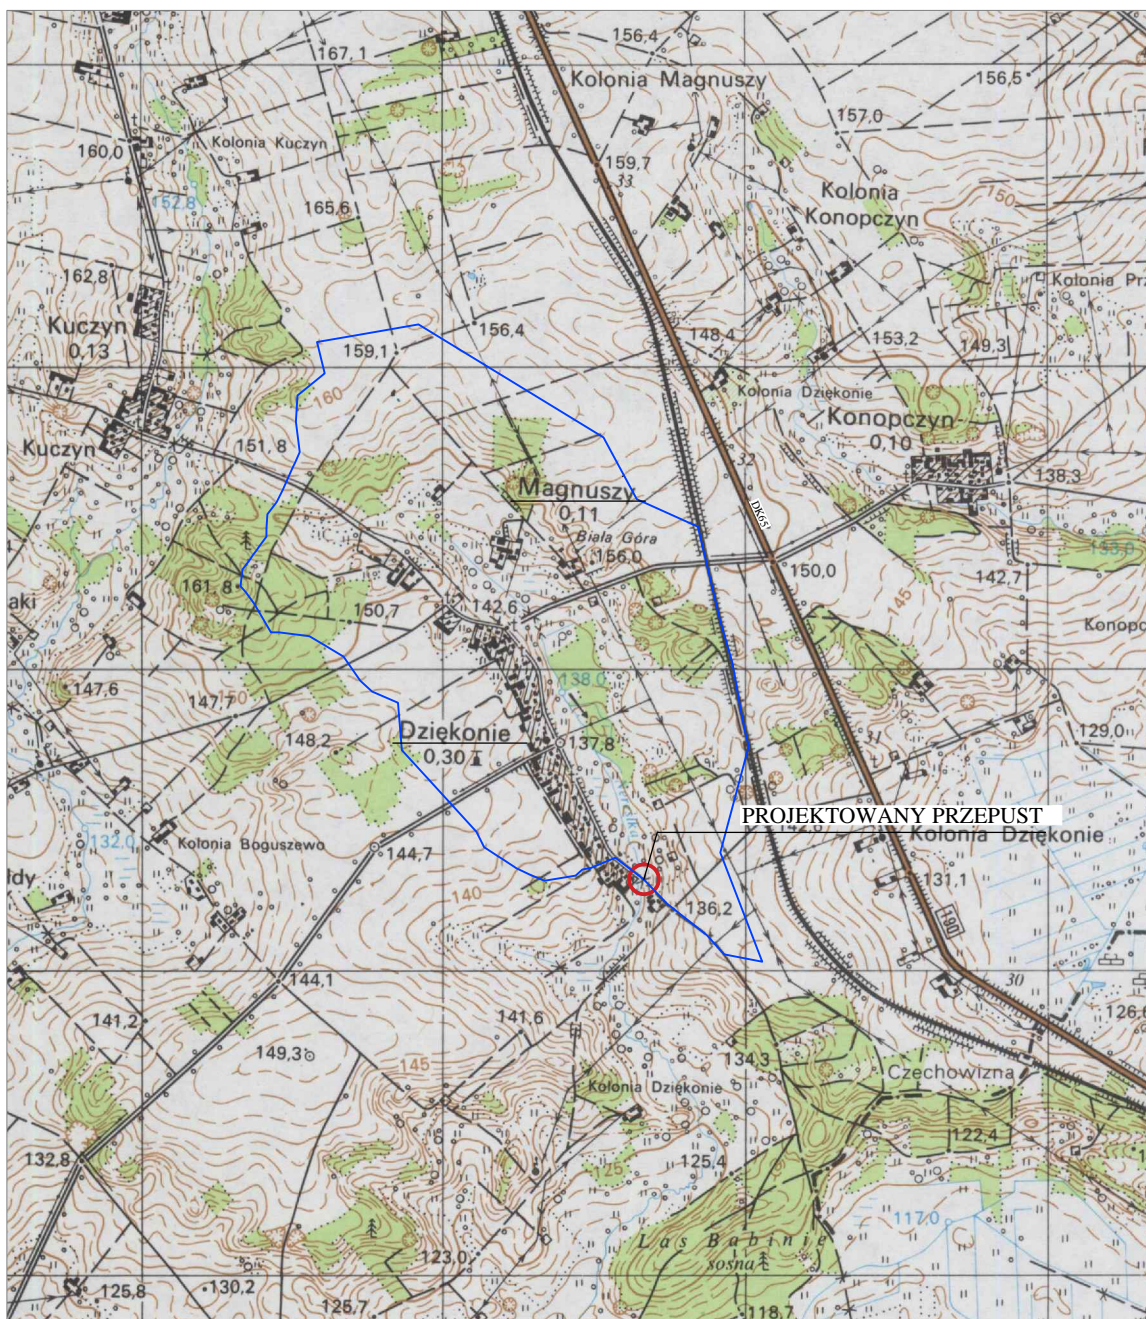 156,4
167,1
Kolonia Magnuszy
156,5
157,0
160,0
Kolonia Kuczyn
159,7
33
152,8
165,6
Kolonia
Konopczyn
150
162,8
Kolonia Pr
Kuczyn
0,13
156,4
159,1
148,4
153,2
149,3
160
Kolonia Dziękonie
Konopczyn
0,10
Kuczyn
151,8
32
138,3
Magnuszy
0,11
DK65
Biała Góra
156,0
133,0
150,0
142,7
161,8
145
aki
150,7
142,6
Konopc
138,0
147,6
150
147,7
Dziękonie
0,30
148,2
137,8
31
129,0
PROJEKTOWANY PRZEPUST
142,6
Kolonia Dziękonie
132,0
Kolonia Boguszewo
144,7
ldy
131,1
140
136,2
190
30
144,1
141,2
141,6
126,
149,3
145
134,3
Czechowizna
Kolonia Dziękonie
122,4
132,8
125
125,4
117,0
Las Babinie
sosna
123,0
125,8
130,2
125,7
118,7